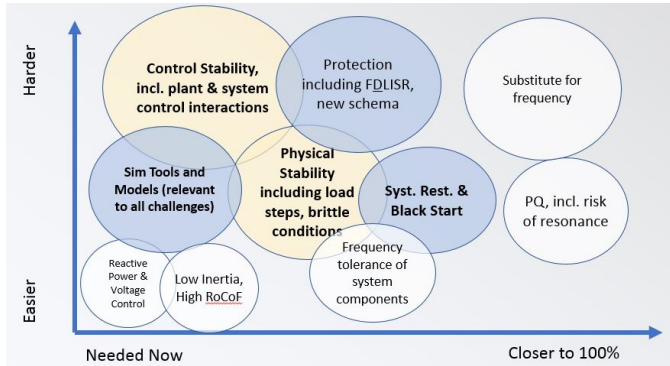 Harder
Control Stability,
incl. plant & system
control interactions
Protection
including FDLISR,
new schema
Substitute for
frequency
Sim Tools and
Models (relevant
to all challenges)
Physical
Stability
including load
steps, brittle
conditions
Syst. Rest. &
Black Start
PQ, incl. risk
of resonance
Reactive
Power &
Voltage
Control
Low Inertia,
High RoCoF
Frequency
tolerance of
system
components
Easier
Needed Now
Closer to 100%